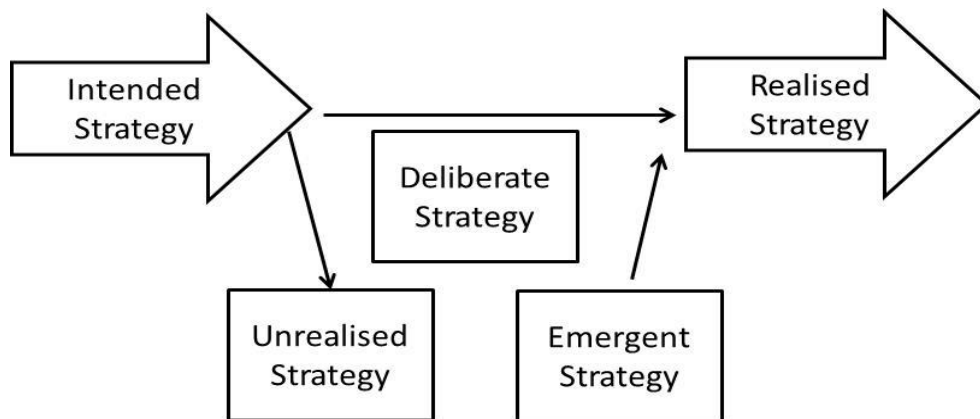 Intended
Strategy
Realised
Strategy
Deliberate
Strategy
Unrealised
Strategy
Emergent
Strategy